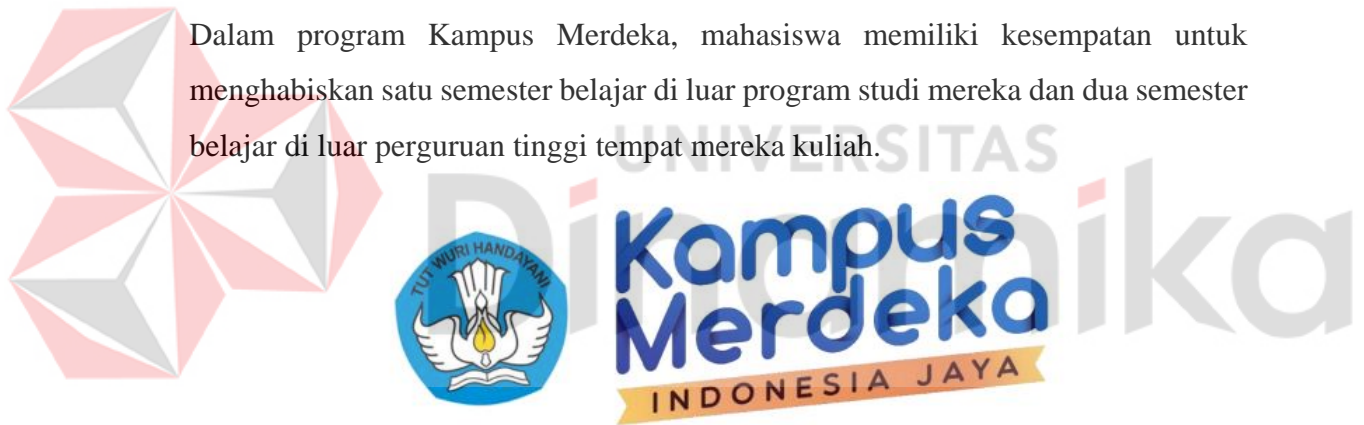 Dalam program Kampus Merdeka, mahasiswa memiliki kesempatan untuk
menghabiskan satu semester belajar di luar program studi mereka dan dua semester
belajar di luar perguruan tinggi tempat mereka kuliah.
UNIVERSITAS
Dinamika
TUT WURI HANDAYANI
Kampus
Merdeka
INDONESIA JAYA